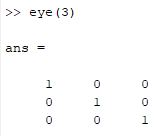 >> eye(3)
ans =
1 0 0
0 1 0
0 0 1